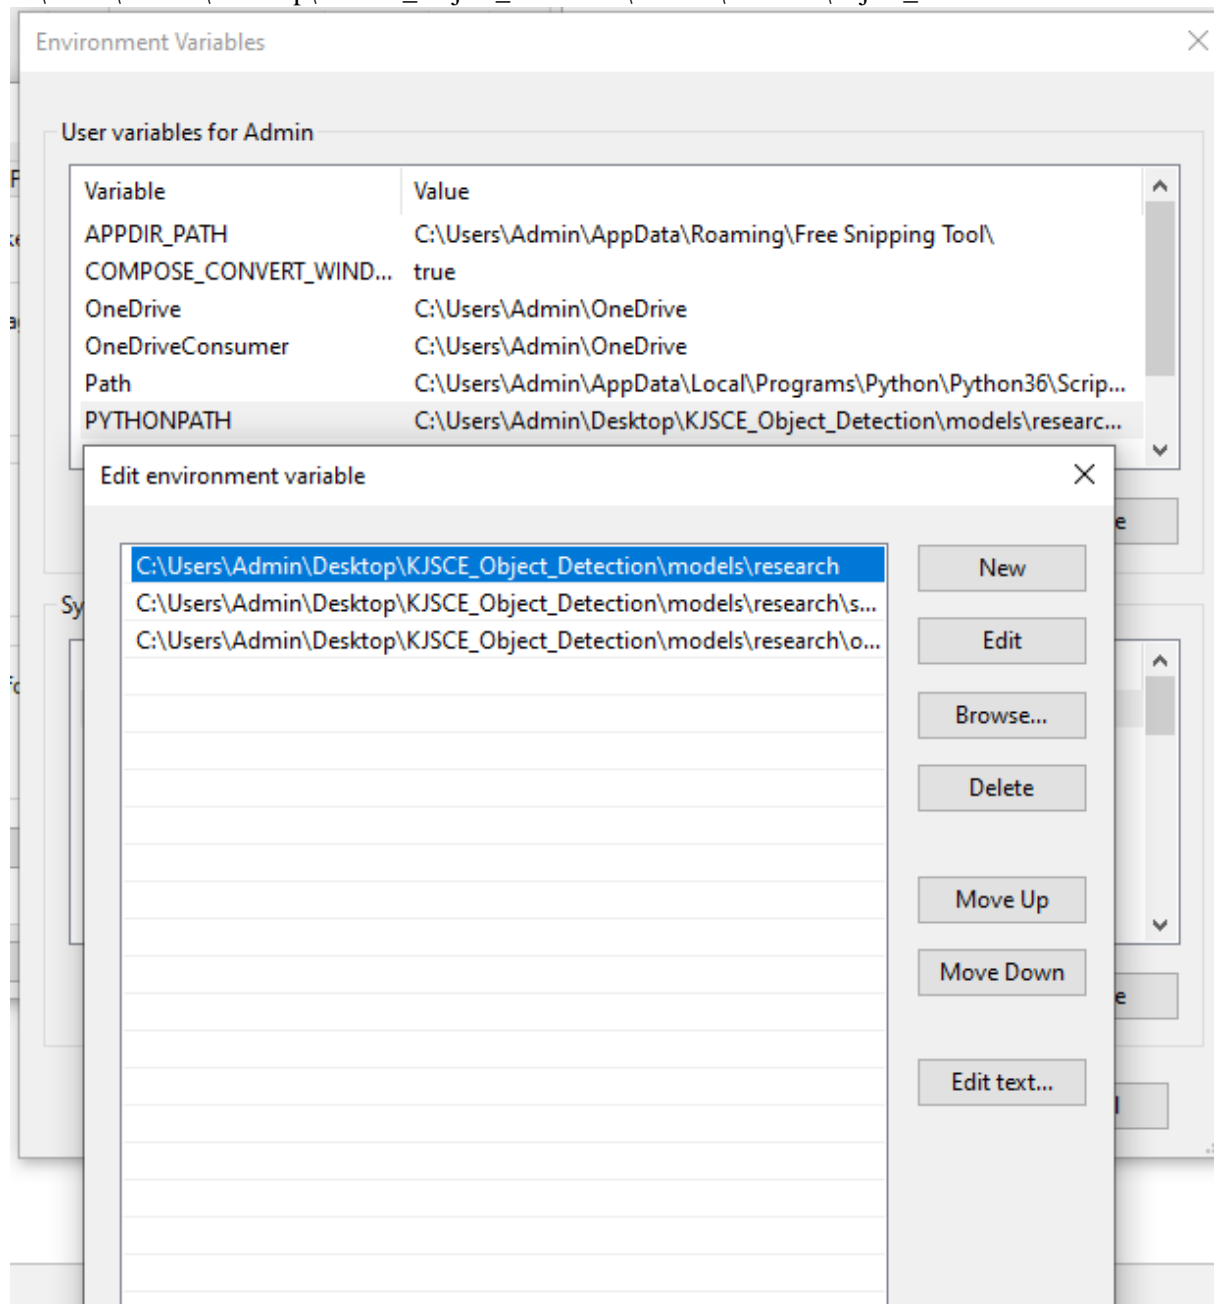 Environment Variables
User variables for Admin
Variable Value
APPDIR_PATH C:\Users\Admin\AppData\Roaming\Free Snipping Tool\
COMPOSE_CONVERT_WIND... true
OneDrive C:\Users\Admin\OneDrive
OneDriveConsumer C:\Users\Admin\OneDrive
Path C:\Users\Admin\AppData\Local\Programs\Python\Python36\Scrip...
PYTHONPATH C:\Users\Admin\Desktop\KJSCE_Object_Detection\models\researc...
Edit environment variable
C:\Users\Admin\Desktop\KJSCE_Object_Detection\models\research
C:\Users\Admin\Desktop\KJSCE_Object_Detection\models\research\s...
C:\Users\Admin\Desktop\KJSCE_Object_Detection\models\research\o...
New
Edit
Browse...
Delete
Move Up
Move Down
Edit text...
Sy